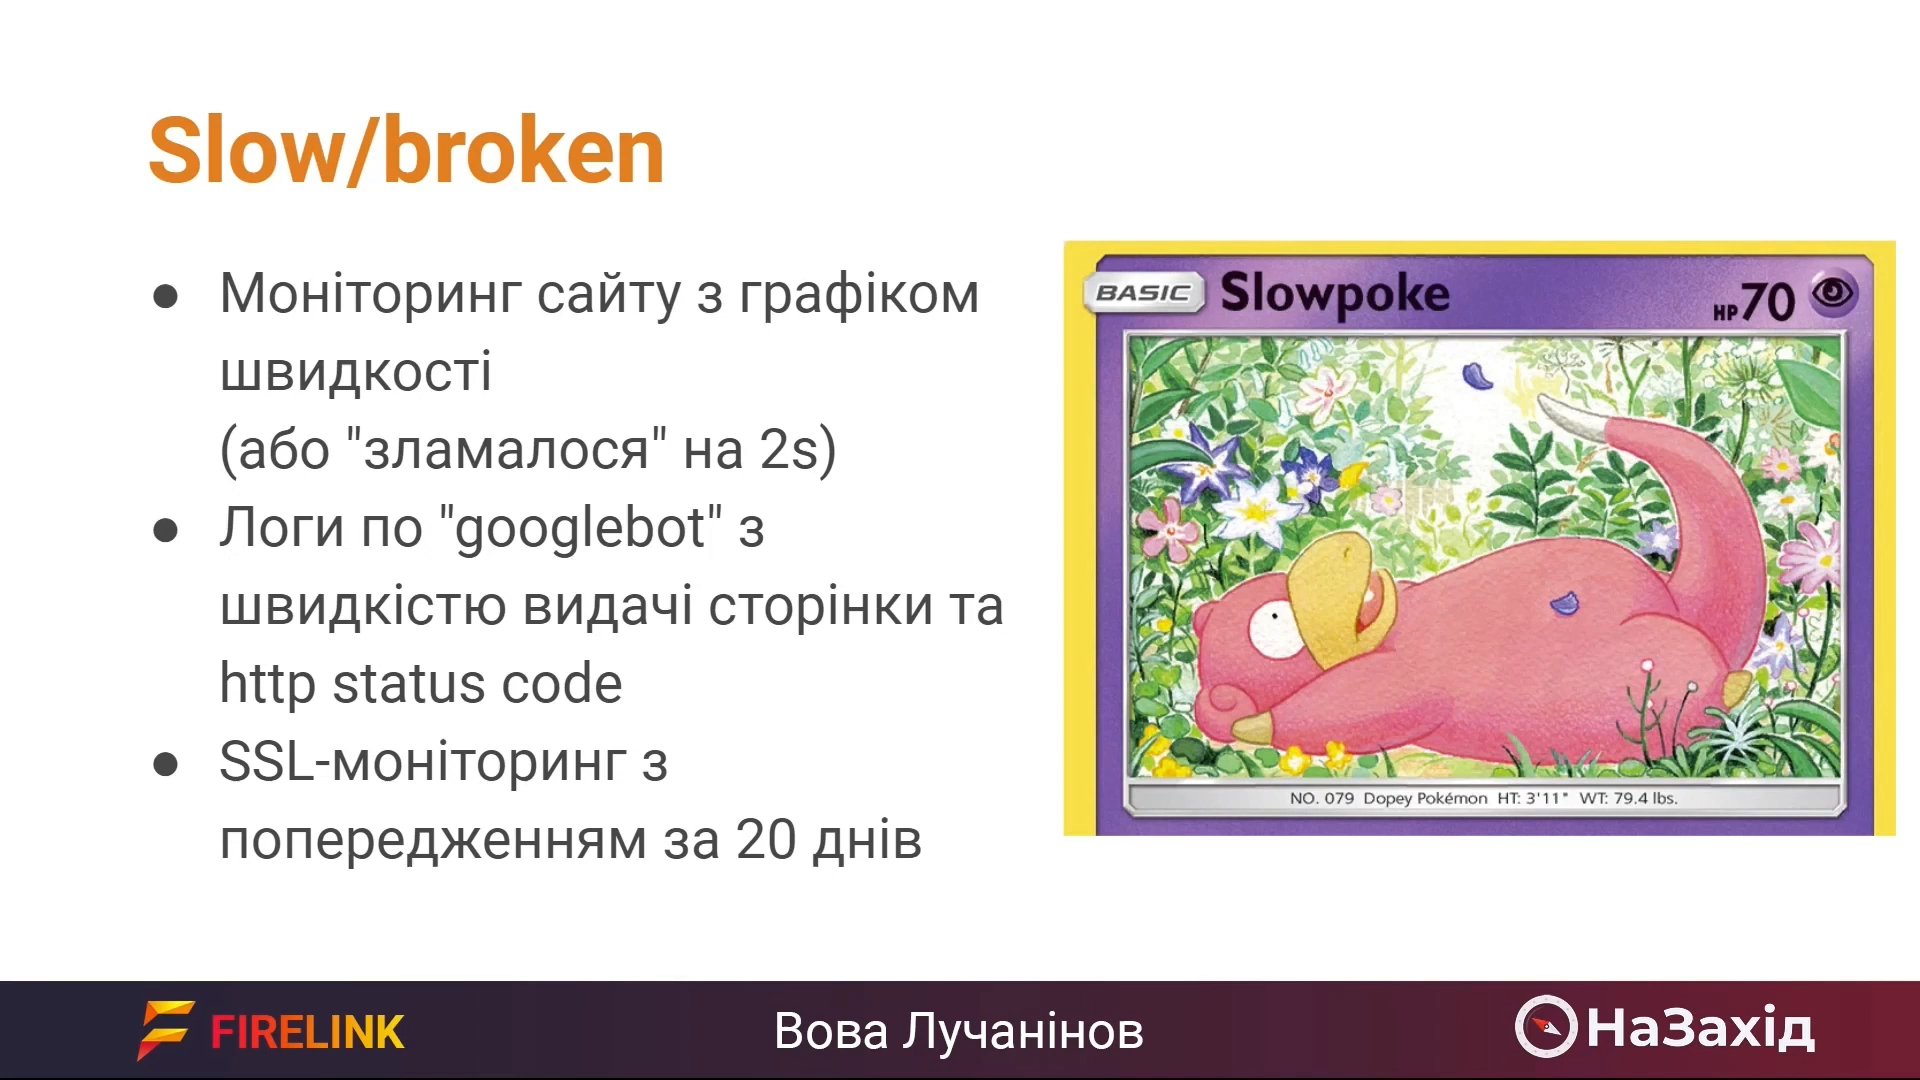 Slow/broken
● Моніторинг сайту з графіком
швидкості
(або "зламалося" на 2s)
● Логи по "googlebot" з
швидкістю видачі сторінки та
http status code
● SSL-моніторинг з
попередженням за 20 днів
BASIC Slowpoke HP 70
NO. 079 Dopey Pokémon HT: 3'11" WT: 79.4 lbs.
FIRELINK Вова Лучанінов НаЗахід